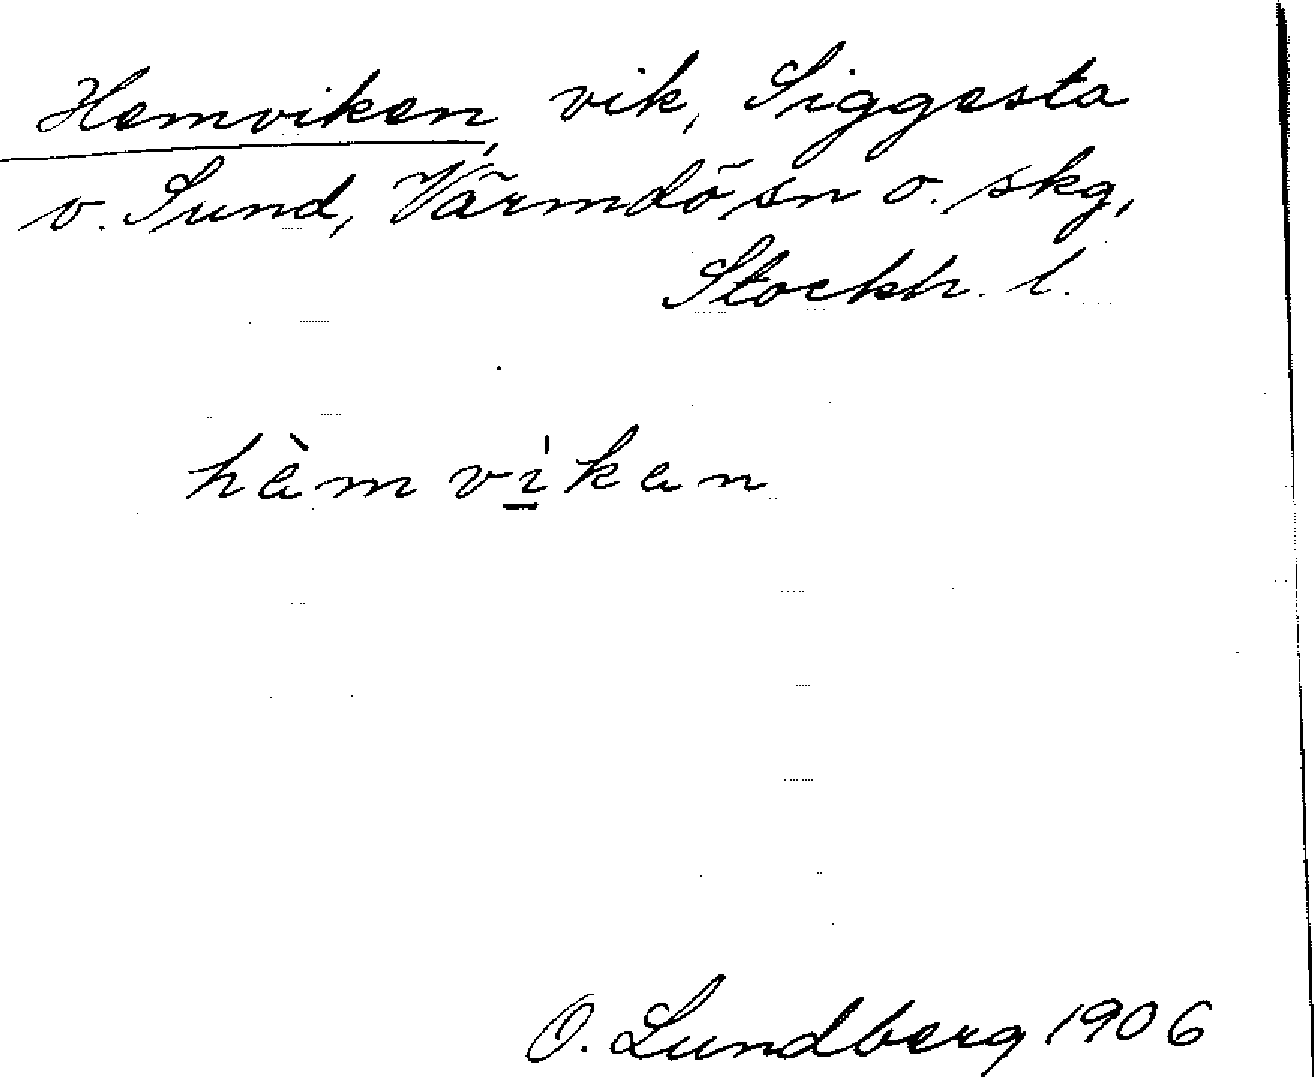 Hemviken, vik, Siggesta
v. Sund, Värmdö sn o. skg,
Stockh. l.
hèmvi̠ken
O. Lundberg 1906